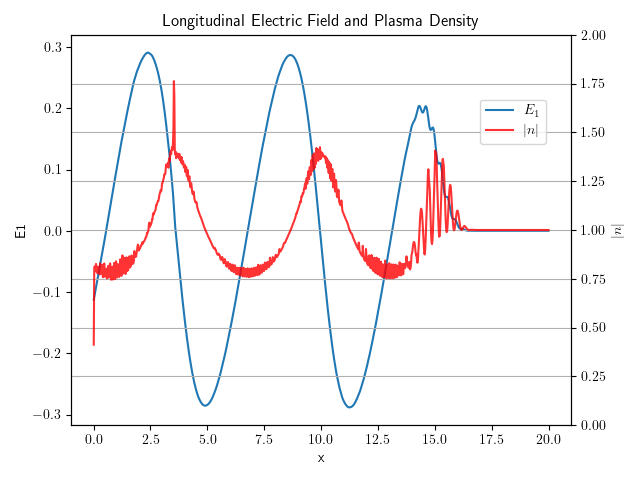 Longitudinal Electric Field and Plasma Density
E1
0.3
0.2
0.1
0.0
−0.1
−0.2
−0.3
2.00
1.75
1.50
1.25
1.00
0.75
0.50
0.25
0.00
|n|
E₁
|n|
0.0 2.5 5.0 7.5 10.0 12.5 15.0 17.5 20.0
x